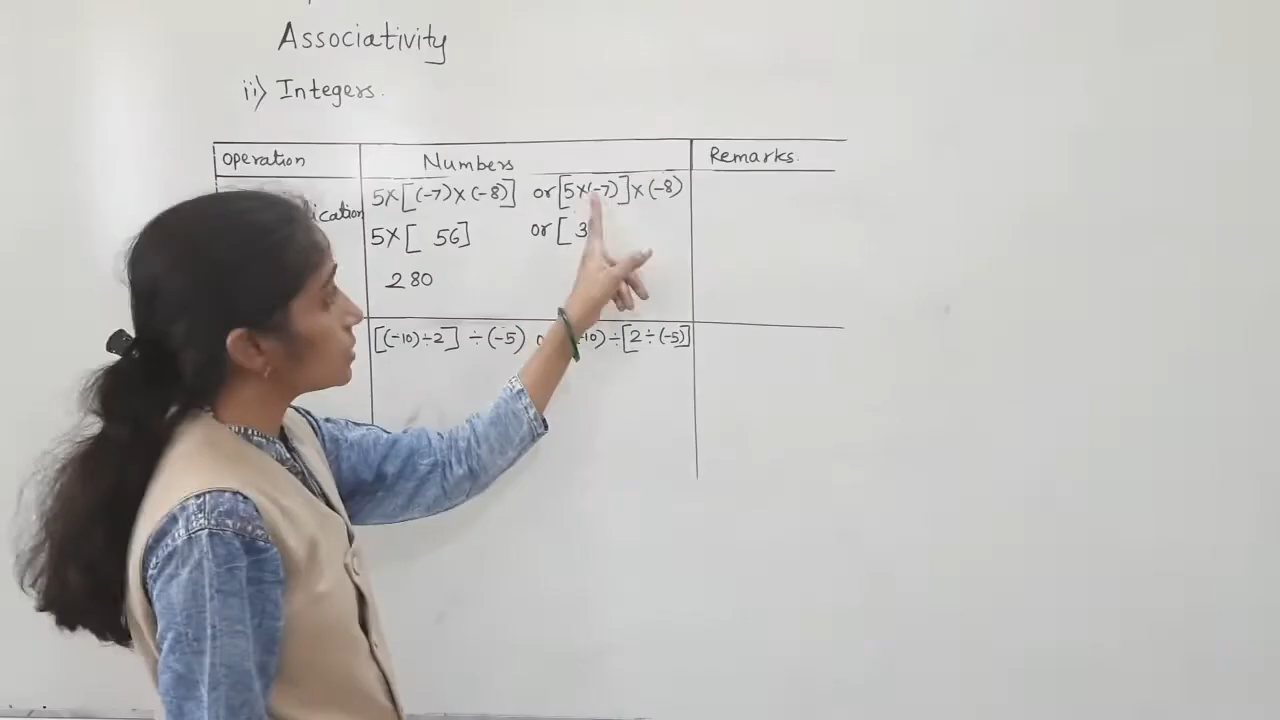 Associativity
ii) Integers.
Operation Numbers Remarks.
5×[(-7)×(-8)] or [5×(-7)]×(-8)
5×[ 56] or [ 3
280
[(-10)÷2] ÷(-5) 10)÷[2÷(-5)]